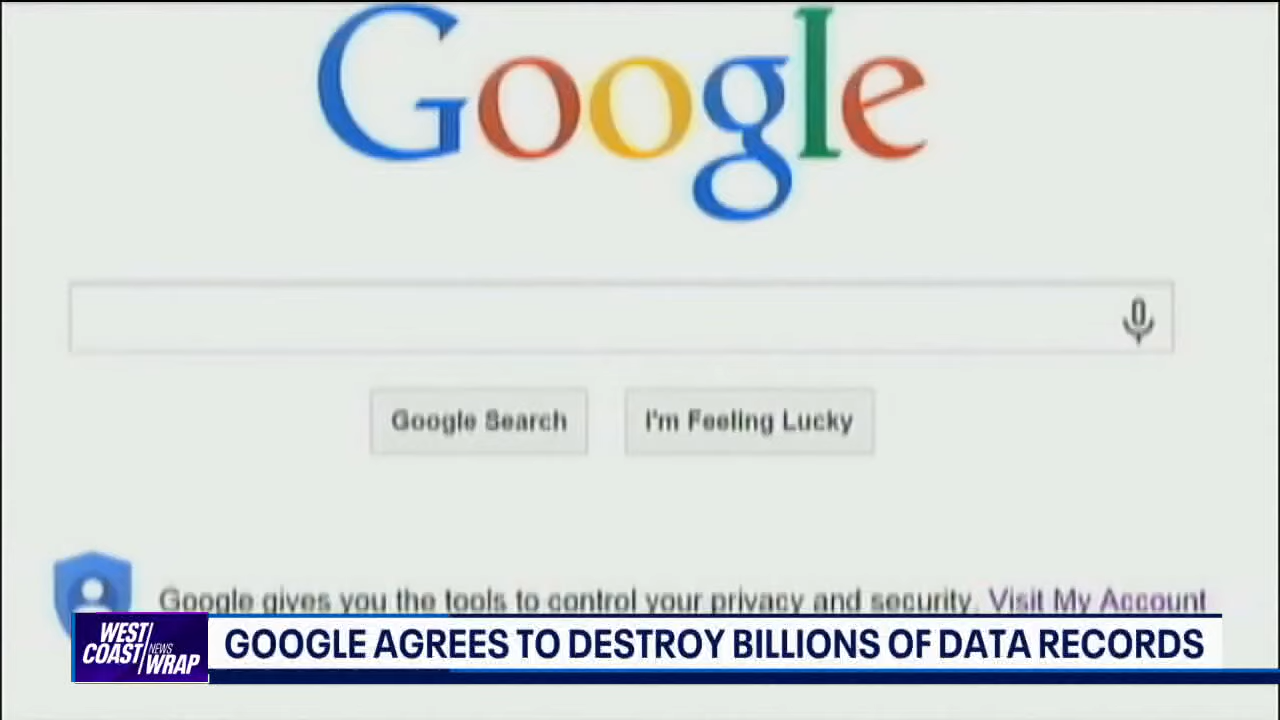 Google
Google Search
I'm Feeling Lucky
Google gives you the tools to control your privacy and security. Visit My Account
WEST
COAST NEWS
WRAP
GOOGLE AGREES TO DESTROY BILLIONS OF DATA RECORDS